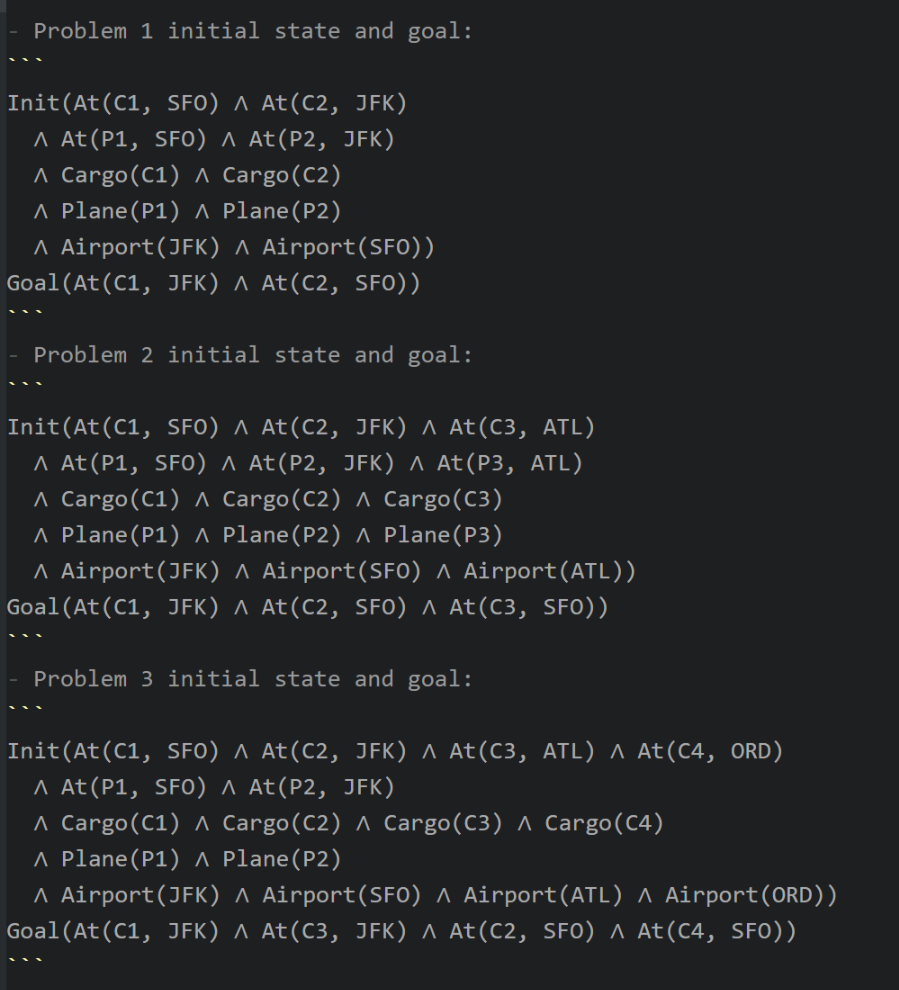 - Problem 1 initial state and goal:
```
Init(At(C1, SFO) ∧ At(C2, JFK)
∧ At(P1, SFO) ∧ At(P2, JFK)
∧ Cargo(C1) ∧ Cargo(C2)
∧ Plane(P1) ∧ Plane(P2)
∧ Airport(JFK) ∧ Airport(SFO))
Goal(At(C1, JFK) ∧ At(C2, SFO))
```
- Problem 2 initial state and goal:
```
Init(At(C1, SFO) ∧ At(C2, JFK) ∧ At(C3, ATL)
∧ At(P1, SFO) ∧ At(P2, JFK) ∧ At(P3, ATL)
∧ Cargo(C1) ∧ Cargo(C2) ∧ Cargo(C3)
∧ Plane(P1) ∧ Plane(P2) ∧ Plane(P3)
∧ Airport(JFK) ∧ Airport(SFO) ∧ Airport(ATL))
Goal(At(C1, JFK) ∧ At(C2, SFO) ∧ At(C3, SFO))
```
- Problem 3 initial state and goal:
```
Init(At(C1, SFO) ∧ At(C2, JFK) ∧ At(C3, ATL) ∧ At(C4, ORD)
∧ At(P1, SFO) ∧ At(P2, JFK)
∧ Cargo(C1) ∧ Cargo(C2) ∧ Cargo(C3) ∧ Cargo(C4)
∧ Plane(P1) ∧ Plane(P2)
∧ Airport(JFK) ∧ Airport(SFO) ∧ Airport(ATL) ∧ Airport(ORD))
Goal(At(C1, JFK) ∧ At(C3, JFK) ∧ At(C2, SFO) ∧ At(C4, SFO))
```